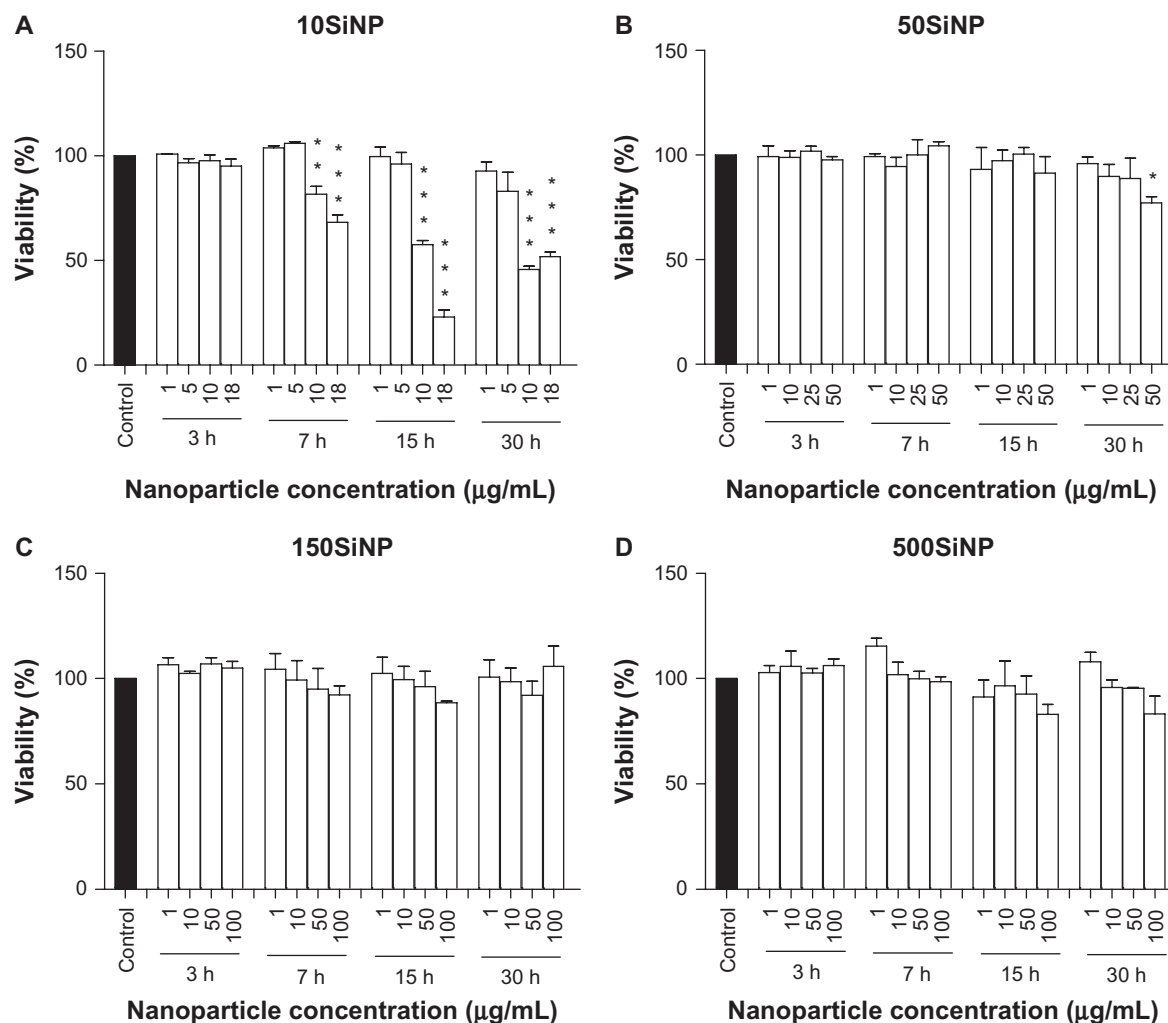 A
10SiNP
150
100
50
0
Viability (%)
* *
* * *
* * *
* * *
* * *
* * *
Control 1 5 10 18 1 5 10 18 1 5 10 18 1 5 10 18
3 h 7 h 15 h 30 h
Nanoparticle concentration (μg/mL)
B
50SiNP
150
100
50
0
Viability (%)
*
Control 1 10 25 50 1 10 25 50 1 10 25 50 1 10 25 50
3 h 7 h 15 h 30 h
Nanoparticle concentration (μg/mL)
C
150SiNP
150
100
50
0
Viability (%)
Control 1 10 50 100 1 10 50 100 1 10 50 100 1 10 50 100
3 h 7 h 15 h 30 h
Nanoparticle concentration (μg/mL)
D
500SiNP
150
100
50
0
Viability (%)
Control 1 10 50 100 1 10 50 100 1 10 50 100 1 10 50 100
3 h 7 h 15 h 30 h
Nanoparticle concentration (μg/mL)